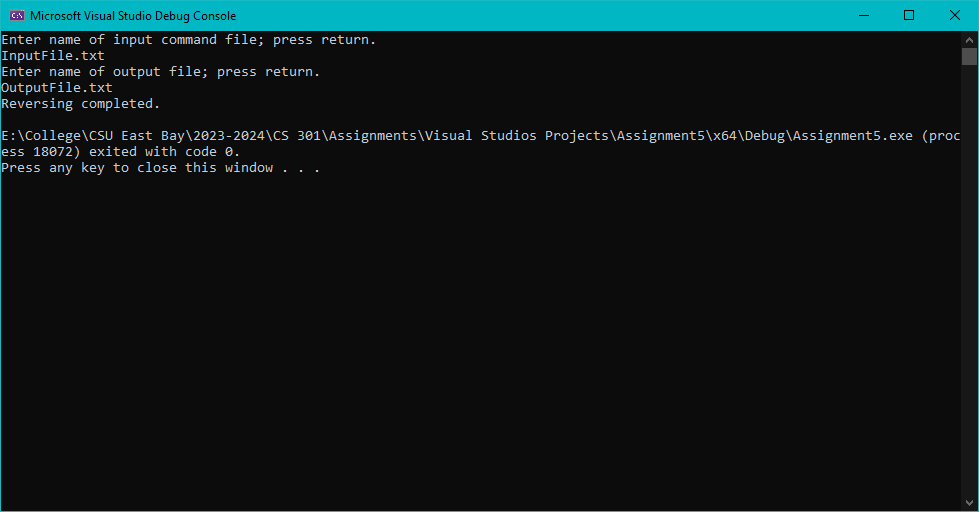 Microsoft Visual Studio Debug Console
Enter name of input command file; press return.
InputFile.txt
Enter name of output file; press return.
OutputFile.txt
Reversing completed.
E:\College\CSU East Bay\2023-2024\CS 301\Assignments\Visual Studios Projects\Assignment5\x64\Debug\Assignment5.exe (proc
ess 18072) exited with code 0.
Press any key to close this window . . .